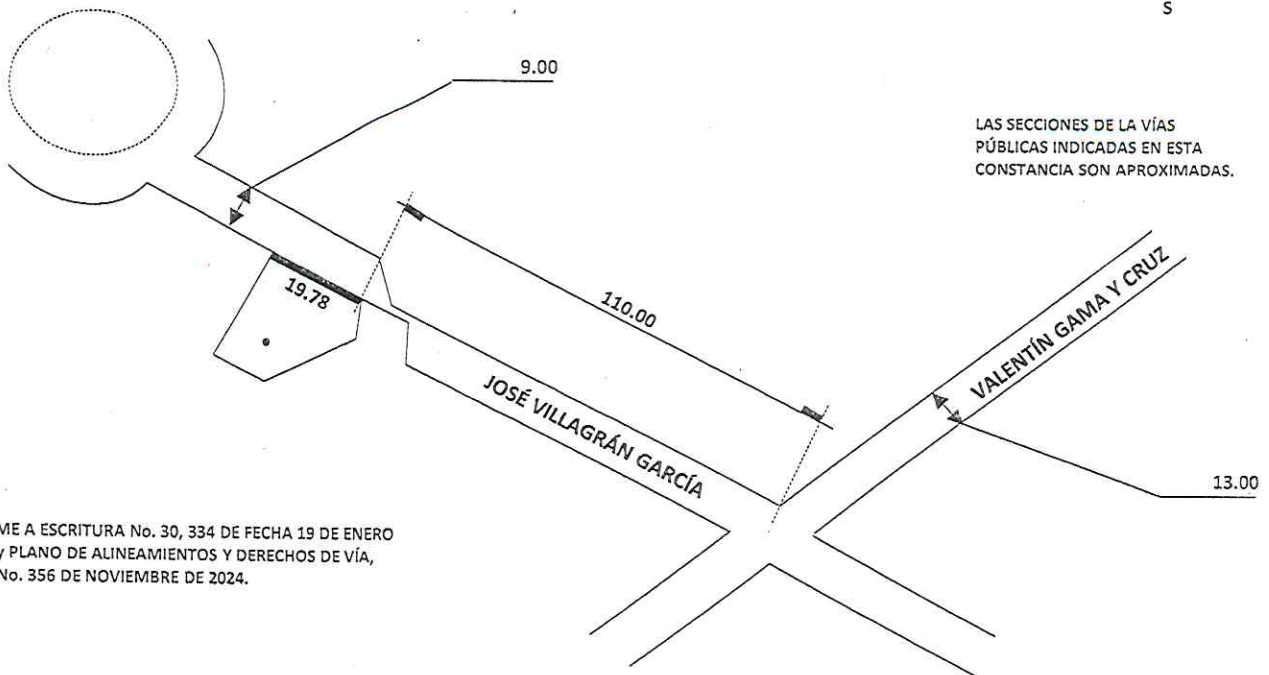 S
9.00
LAS SECCIONES DE LA VÍAS
PÚBLICAS INDICADAS EN ESTA
CONSTANCIA SON APROXIMADAS.
19.78
110.00
VALENTÍN GAMA Y CRUZ
JOSÉ VILLAGRÁN GARCÍA
13.00
ME A ESCRITURA No. 30, 334 DE FECHA 19 DE ENERO
y PLANO DE ALINEAMIENTOS Y DERECHOS DE VÍA,
No. 356 DE NOVIEMBRE DE 2024.